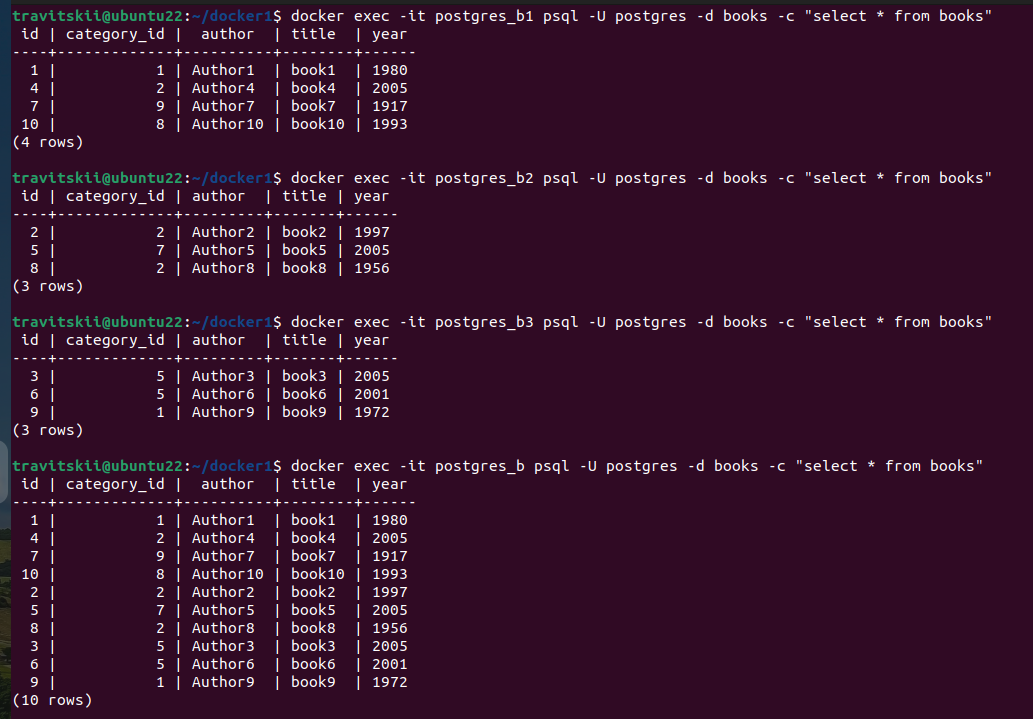 travitskii@ubuntu22:~/docker1$ docker exec -it postgres_b1 psql -U postgres -d books -c "select * from books"
 id | category_id |  author  | title  | year
----+-------------+----------+--------+------
  1 |           1 | Author1  | book1  | 1980
  4 |           2 | Author4  | book4  | 2005
  7 |           9 | Author7  | book7  | 1917
 10 |           8 | Author10 | book10 | 1993
(4 rows)
travitskii@ubuntu22:~/docker1$ docker exec -it postgres_b2 psql -U postgres -d books -c "select * from books"
 id | category_id | author  | title | year
----+-------------+---------+-------+------
  2 |           2 | Author2 | book2 | 1997
  5 |           7 | Author5 | book5 | 2005
  8 |           2 | Author8 | book8 | 1956
(3 rows)
travitskii@ubuntu22:~/docker1$ docker exec -it postgres_b3 psql -U postgres -d books -c "select * from books"
 id | category_id | author  | title | year
----+-------------+---------+-------+------
  3 |           5 | Author3 | book3 | 2005
  6 |           5 | Author6 | book6 | 2001
  9 |           1 | Author9 | book9 | 1972
(3 rows)
travitskii@ubuntu22:~/docker1$ docker exec -it postgres_b psql -U postgres -d books -c "select * from books"
 id | category_id |  author  | title  | year
----+-------------+----------+--------+------
  1 |           1 | Author1  | book1  | 1980
  4 |           2 | Author4  | book4  | 2005
  7 |           9 | Author7  | book7  | 1917
 10 |           8 | Author10 | book10 | 1993
  2 |           2 | Author2  | book2  | 1997
  5 |           7 | Author5  | book5  | 2005
  8 |           2 | Author8  | book8  | 1956
  3 |           5 | Author3  | book3  | 2005
  6 |           5 | Author6  | book6  | 2001
  9 |           1 | Author9  | book9  | 1972
(10 rows)